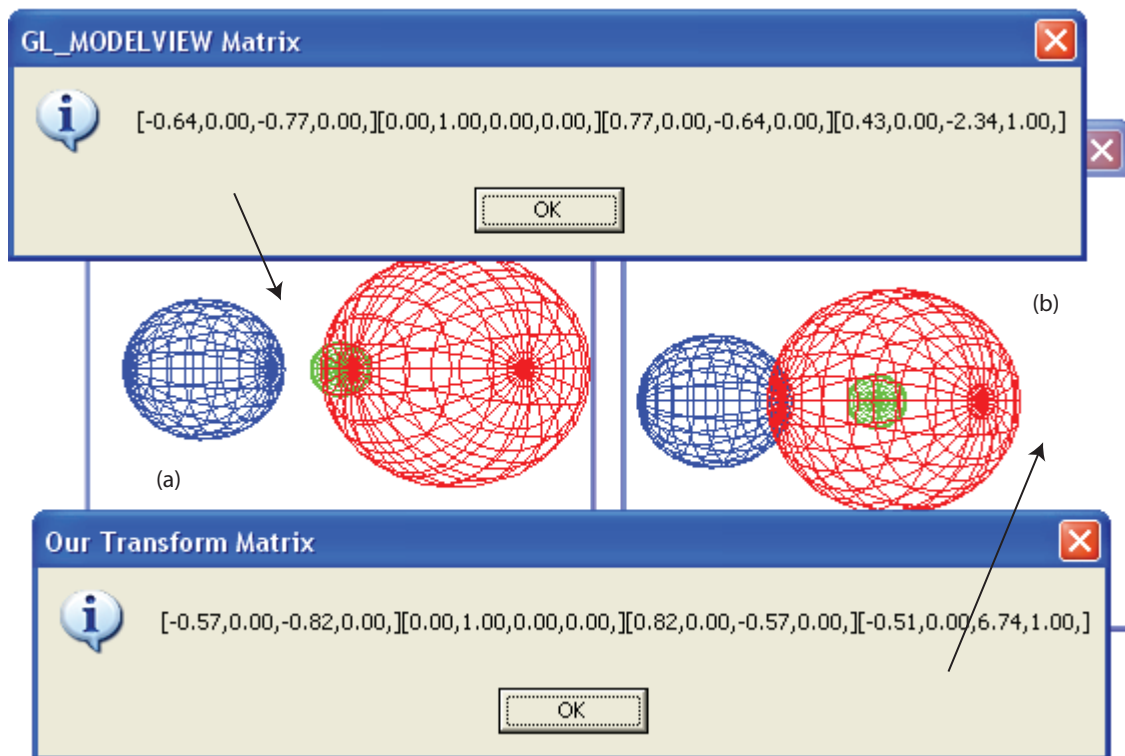 GL_MODELVIEW Matrix
[-0.64,0.00,-0.77,0.00,][0.00,1.00,0.00,0.00,][0.77,0.00,-0.64,0.00,][0.43,0.00,-2.34,1.00,]
OK
(b)
(a)
Our Transform Matrix
[-0.57,0.00,-0.82,0.00,][0.00,1.00,0.00,0.00,][0.82,0.00,-0.57,0.00,][-0.51,0.00,6.74,1.00,]
OK